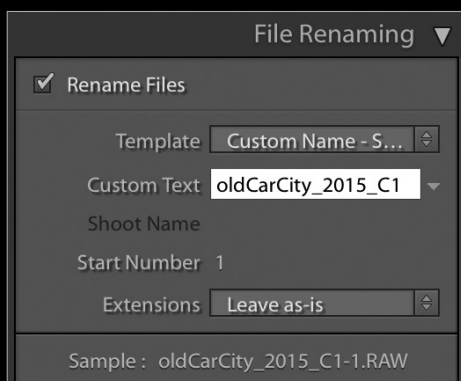 File Renaming
Rename Files
Template Custom Name - S...
Custom Text oldCarCity_2015_C1
Shoot Name
Start Number 1
Extensions Leave as-is
Sample : oldCarCity_2015_C1-1.RAW